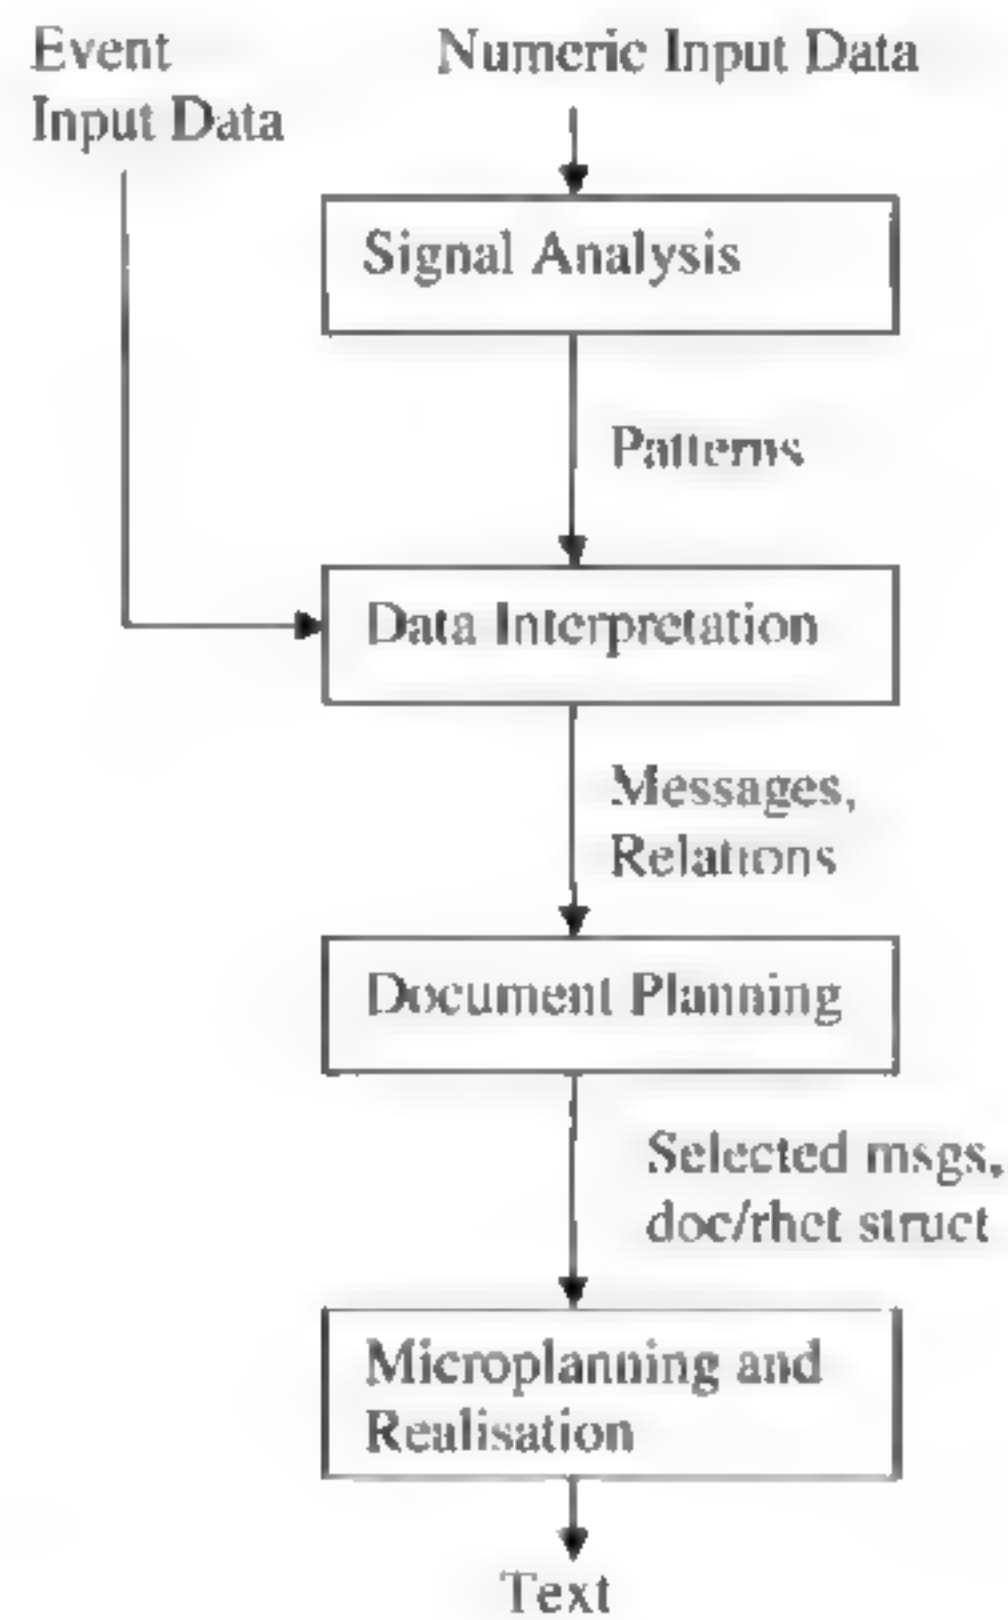 Event
Input Data
Numeric Input Data
Signal Analysis
Patterns
Data Interpretation
Messages,
Relations
Document Planning
Selected msgs,
doc/rhet struct
Microplanning and
Realisation
Text